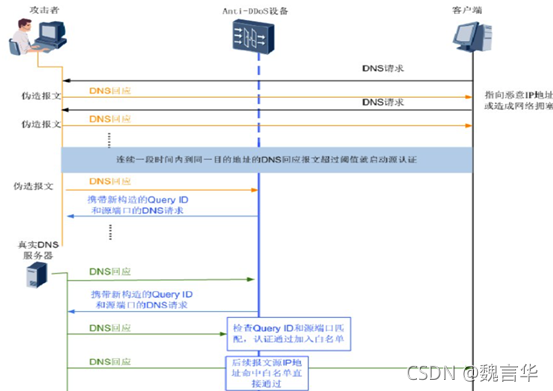 攻击者
Anti-DDoS设备
客户端
DNS请求
伪造报文
DNS回应
指向恶意IP地址
或造成网络拥塞
DNS请求
伪造报文
DNS回应
连续一段时间内到同一目的地址的DNS回应报文超过阈值就启动源认证
伪造报文
DNS回应
携带新构造的Query ID
和源端口的DNS请求
真实DNS
服务器
DNS回应
携带新构造的Query ID
和源端口的DNS请求
DNS回应
检查Query ID和源端口匹
配，认证通过加入白名单
DNS回应
后续报文源IP地
址命中白名单直
接通过
CSDN @魏言华